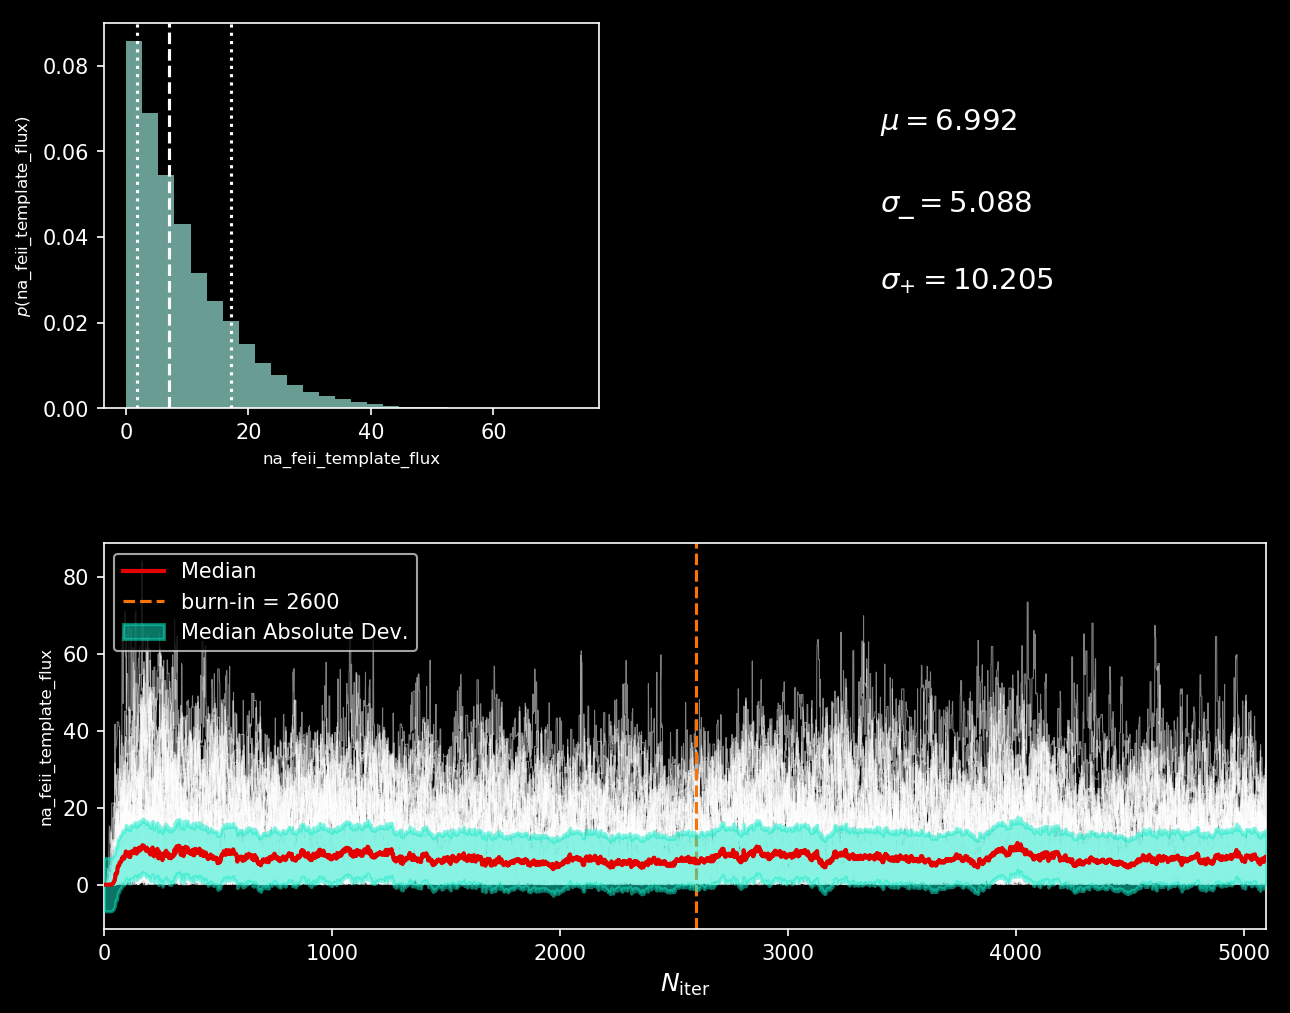 0.08
0.06
0.04
0.02
0.00
p(na_feii_template_flux)
0 20 40 60
na_feii_template_flux
μ = 6.992
σ_ = 5.088
σ+ = 10.205
Median
burn-in = 2600
Median Absolute Dev.
80
60
40
20
0
na_feii_template_flux
0 1000 2000 3000 4000 5000
Niter